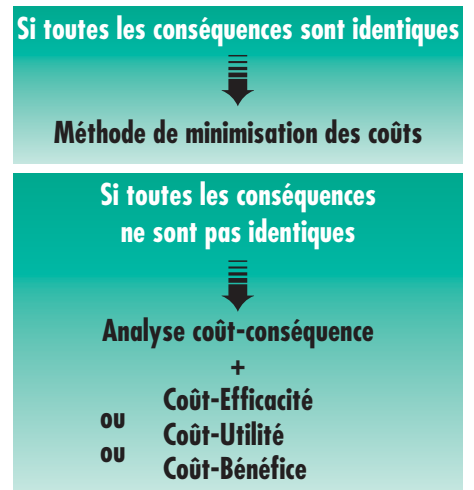 Si toutes les conséquences sont identiques
Méthode de minimisation des coûts
Si toutes les conséquences
ne sont pas identiques
Analyse coût-conséquence
+
Coût-Efficacité
ou Coût-Utilité
ou Coût-Bénéfice